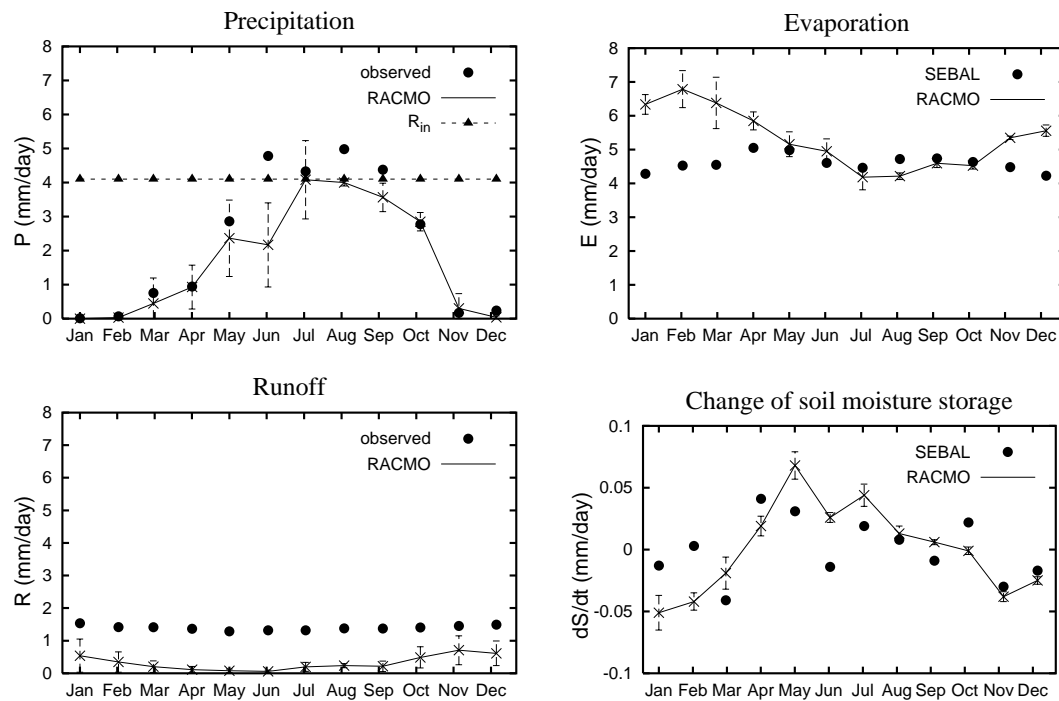 Precipitation
P (mm/day)
8
7
6
5
4
3
2
1
0
observed
RACMO
R_in
Jan Feb Mar Apr May Jun Jul Aug Sep Oct Nov Dec
Evaporation
E (mm/day)
8
7
6
5
4
3
2
1
0
SEBAL
RACMO
Jan Feb Mar Apr May Jun Jul Aug Sep Oct Nov Dec
Runoff
R (mm/day)
8
7
6
5
4
3
2
1
0
observed
RACMO
Jan Feb Mar Apr May Jun Jul Aug Sep Oct Nov Dec
Change of soil moisture storage
dS/dt (mm/day)
0.1
0.05
0
-0.05
-0.1
SEBAL
RACMO
Jan Feb Mar Apr May Jun Jul Aug Sep Oct Nov Dec